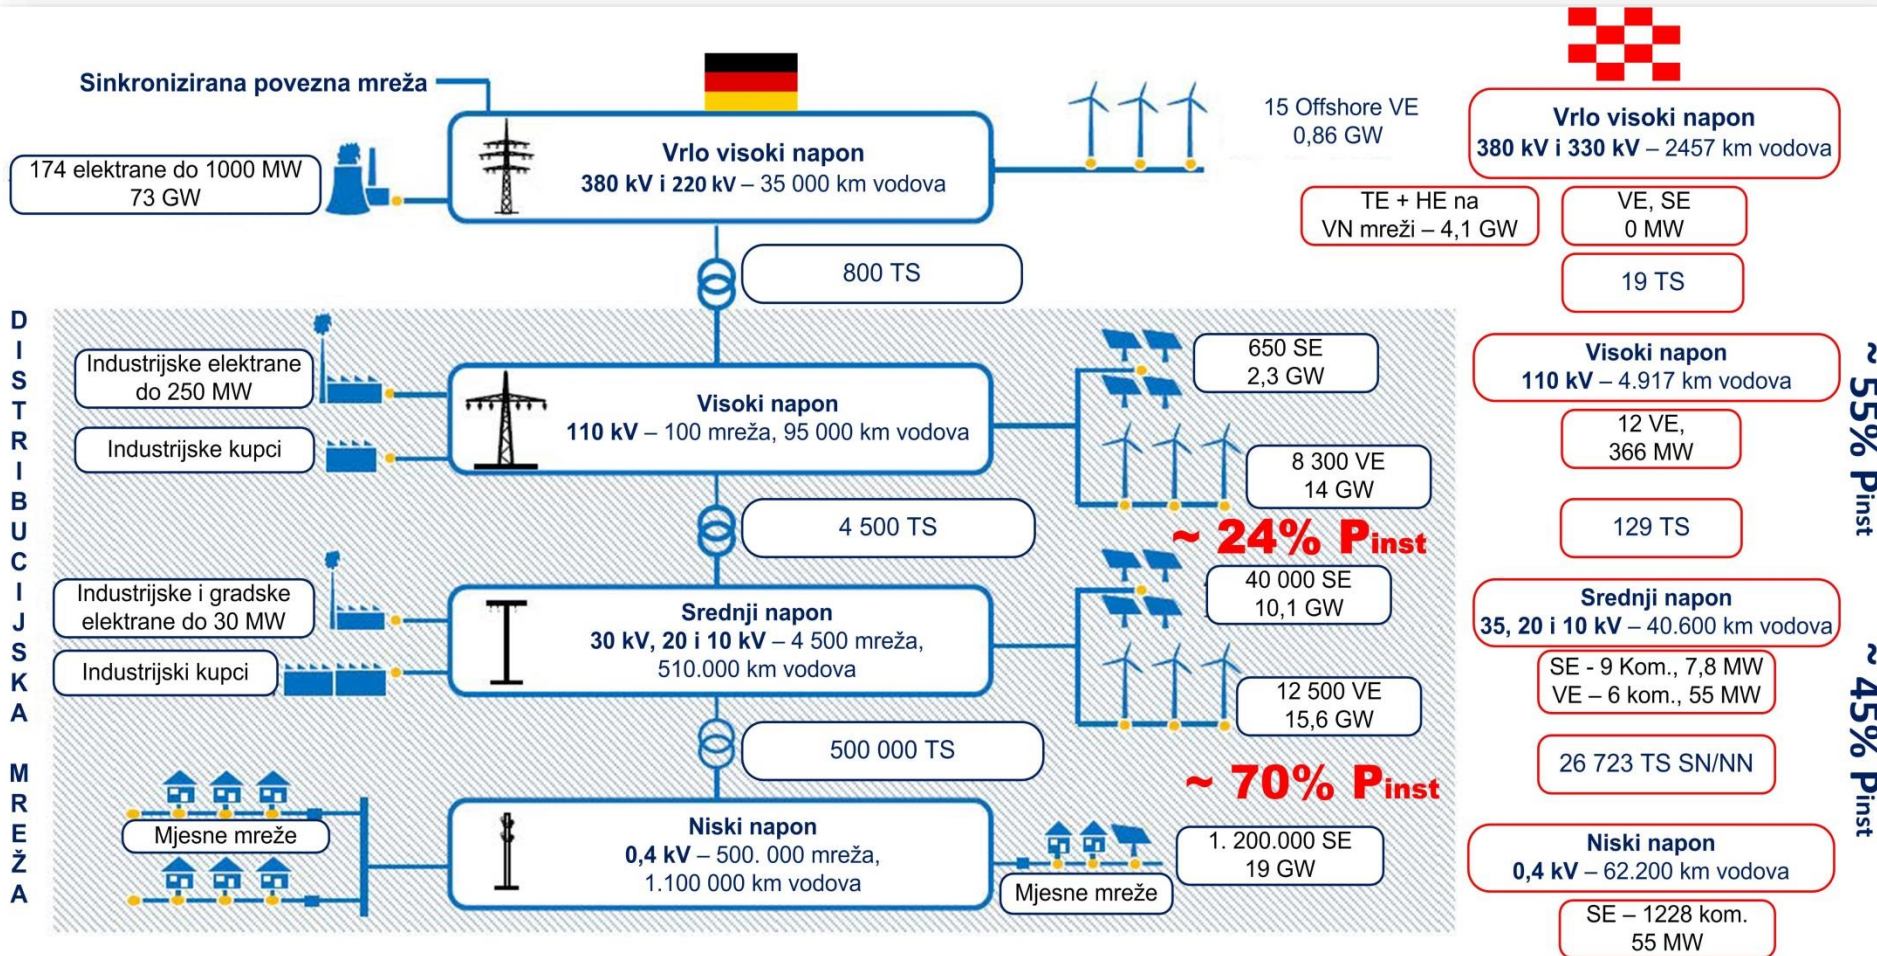 Sinkronizirana povezna mreža
174 elektrane do 1000 MW
73 GW
Vrlo visoki napon
380 kV i 220 kV – 35 000 km vodova
15 Offshore VE
0,86 GW
800 TS
DISTRIBUCIJSKA MREŽA
Industrijske elektrane
do 250 MW
Industrijske kupci
Visoki napon
110 kV – 100 mreža, 95 000 km vodova
650 SE
2,3 GW
8 300 VE
14 GW
~ 24% Pinst
4 500 TS
Industrijske i gradske
elektrane do 30 MW
Industrijski kupci
Srednji napon
30 kV, 20 i 10 kV – 4 500 mreža,
510.000 km vodova
40 000 SE
10,1 GW
12 500 VE
15,6 GW
500 000 TS
~ 70% Pinst
Mjesne mreže
Niski napon
0,4 kV – 500. 000 mreža,
1.100 000 km vodova
Mjesne mreže
1. 200.000 SE
19 GW
Vrlo visoki napon
380 kV i 330 kV – 2457 km vodova
TE + HE na
VN mreži – 4,1 GW
VE, SE
0 MW
19 TS
Visoki napon
110 kV – 4.917 km vodova
12 VE,
366 MW
~ 55% Pinst
129 TS
Srednji napon
35, 20 i 10 kV – 40.600 km vodova
SE - 9 Kom., 7,8 MW
VE – 6 kom., 55 MW
~ 45% Pinst
26 723 TS SN/NN
Niski napon
0,4 kV – 62.200 km vodova
SE – 1228 kom.
55 MW